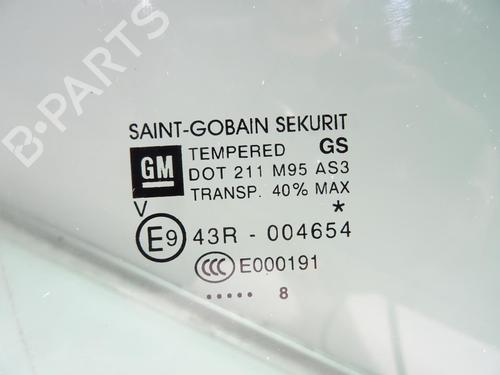 B-PARTS
SAINT-GOBAIN SEKURIT
GM TEMPERED GS
DOT 211 M95 AS3
TRANSP. 40% MAX
V *
E9 43R - 004654
CCC E000191
..... 8